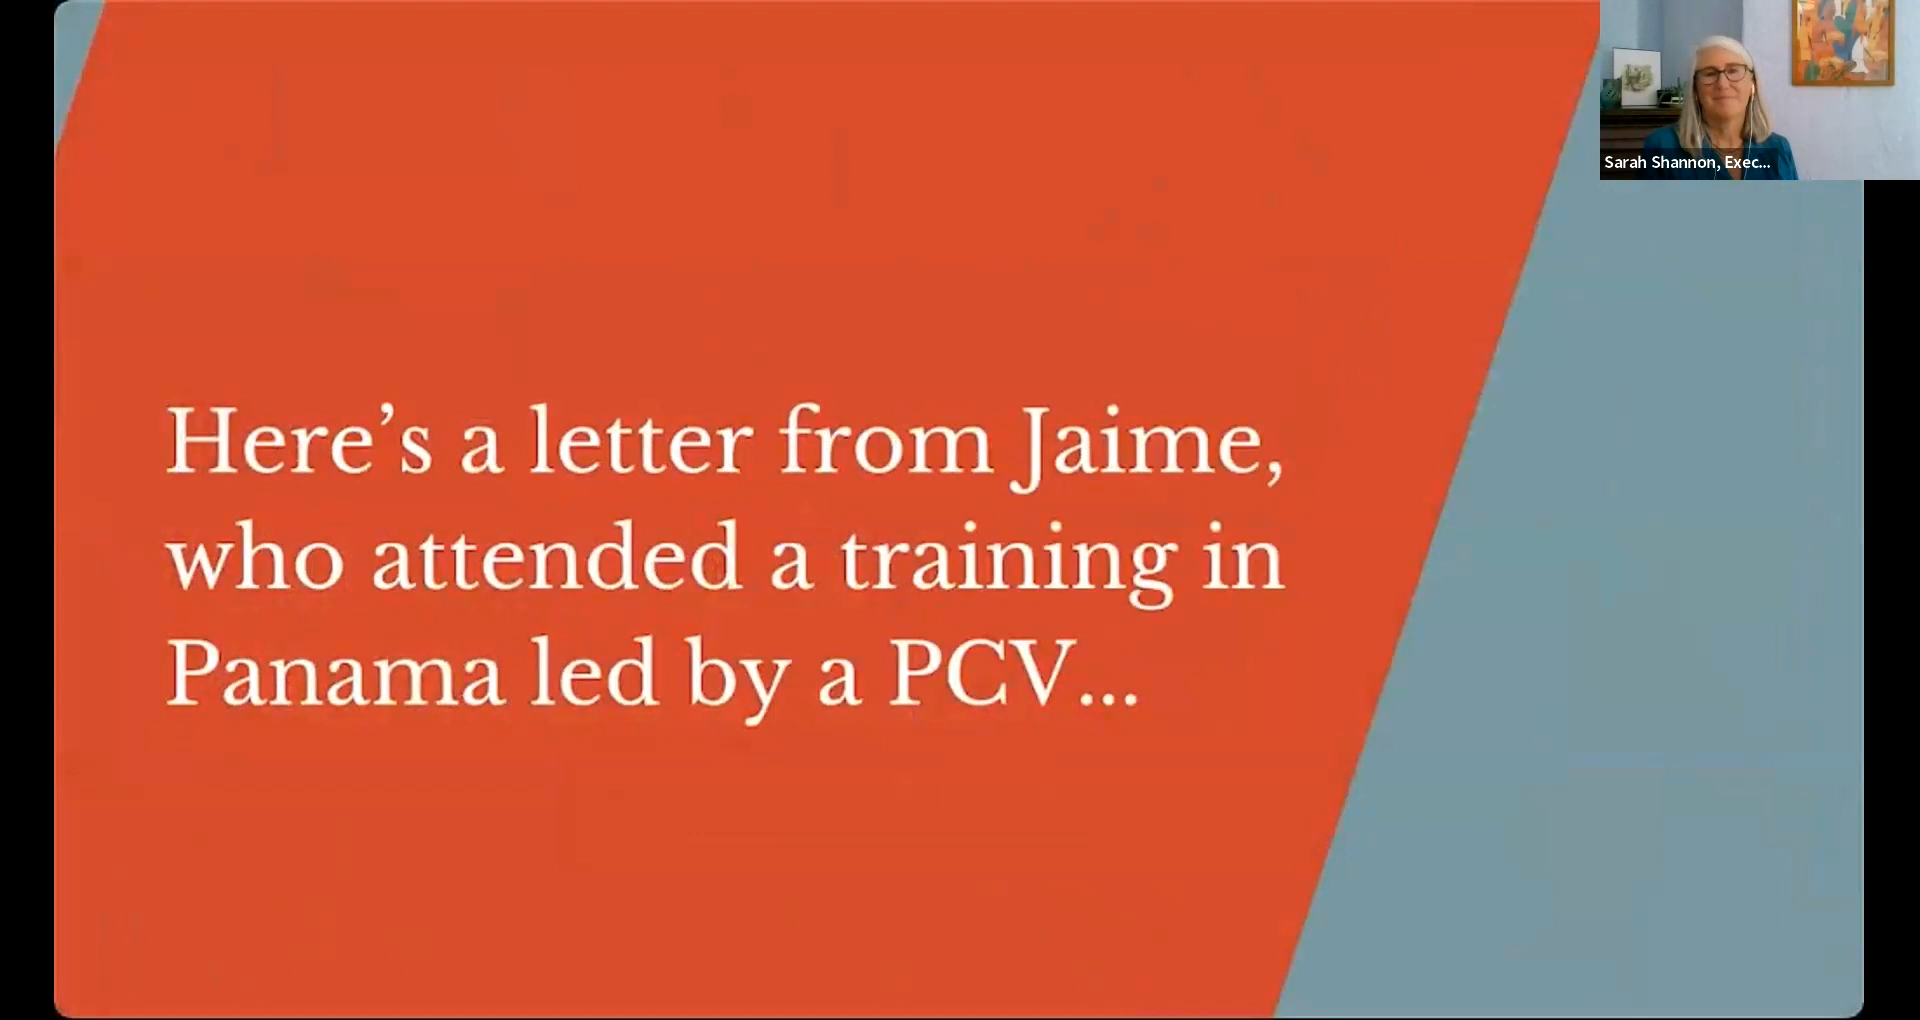 Here’s a letter from Jaime,
who attended a training in
Panama led by a PCV...
Sarah Shannon, Exec...